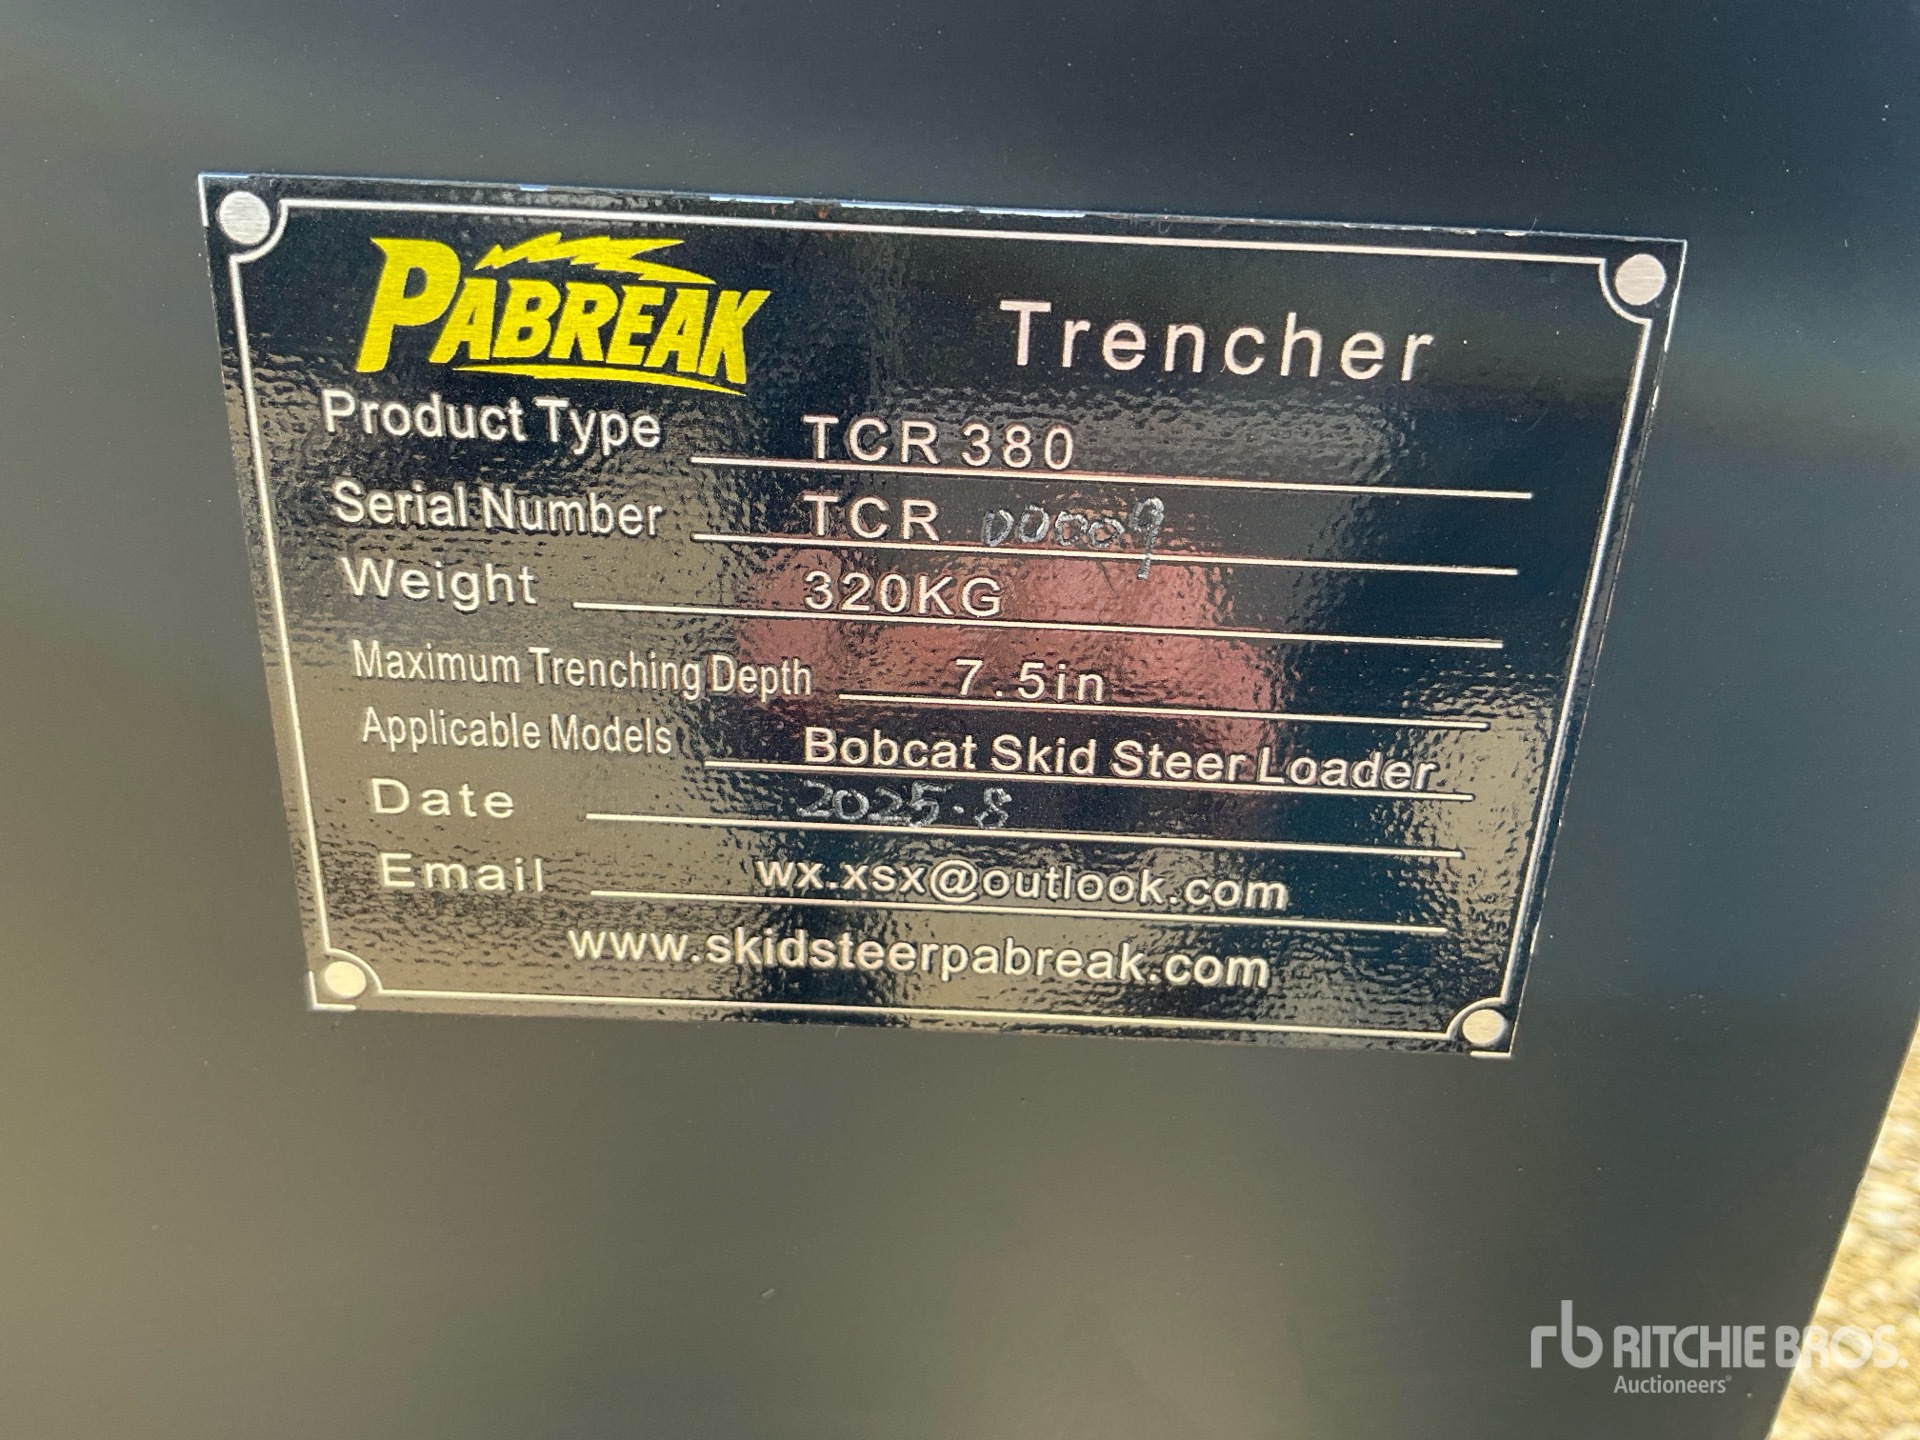 PABREAK Trencher
Product Type TCR 380
Serial Number TCR 00009
Weight 320KG
Maximum Trenching Depth 7.5in
Applicable Models Bobcat Skid Steer Loader
Date 2025.8
Email wx.xsx@outlook.com
www.skidsteerpabreak.com
rb RITCHIE BROS.
Auctioneers®